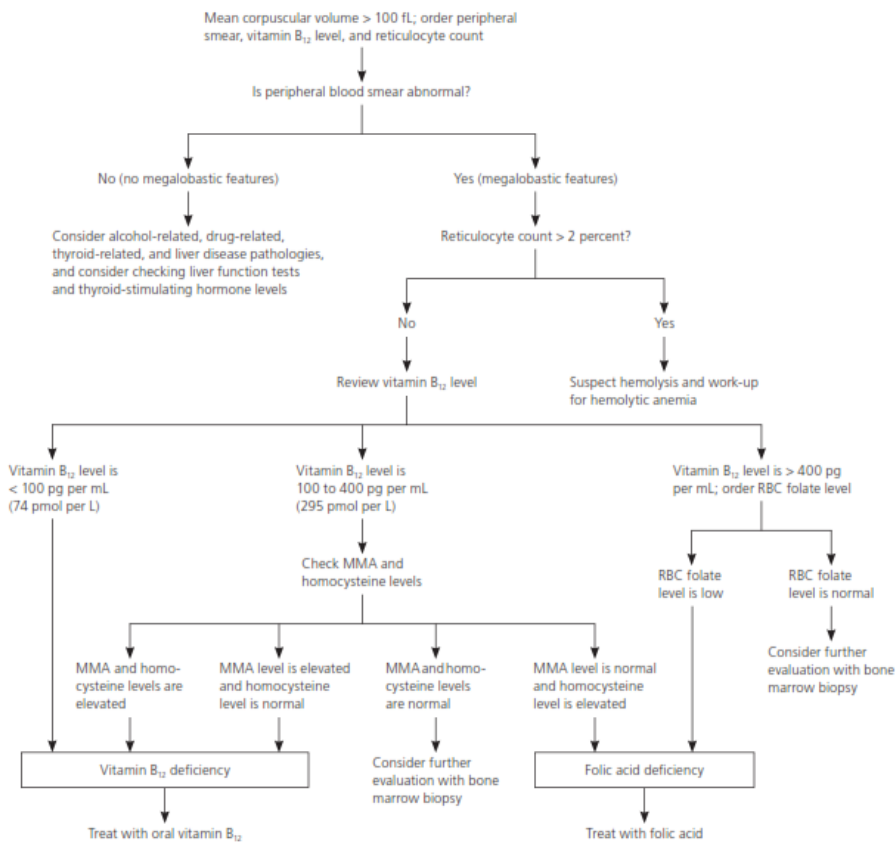 Mean corpuscular volume > 100 fL; order peripheral
smear, vitamin B₁₂ level, and reticulocyte count
Is peripheral blood smear abnormal?
No (no megalobastic features)
Yes (megalobastic features)
Consider alcohol-related, drug-related,
thyroid-related, and liver disease pathologies,
and consider checking liver function tests
and thyroid-stimulating hormone levels
Reticulocyte count > 2 percent?
No
Yes
Review vitamin B₁₂ level
Suspect hemolysis and work-up
for hemolytic anemia
Vitamin B₁₂ level is
< 100 pg per mL
(74 pmol per L)
Vitamin B₁₂ level is
100 to 400 pg per mL
(295 pmol per L)
Vitamin B₁₂ level is > 400 pg
per mL; order RBC folate level
Check MMA and
homocysteine levels
RBC folate
level is low
RBC folate
level is normal
MMA and homo-
cysteine levels are
elevated
MMA level is elevated
and homocysteine
level is normal
MMA and homo-
cysteine levels
are normal
MMA level is normal
and homocysteine
level is elevated
Consider further
evaluation with bone
marrow biopsy
Vitamin B₁₂ deficiency
Consider further
evaluation with bone
marrow biopsy
Folic acid deficiency
Treat with oral vitamin B₁₂
Treat with folic acid